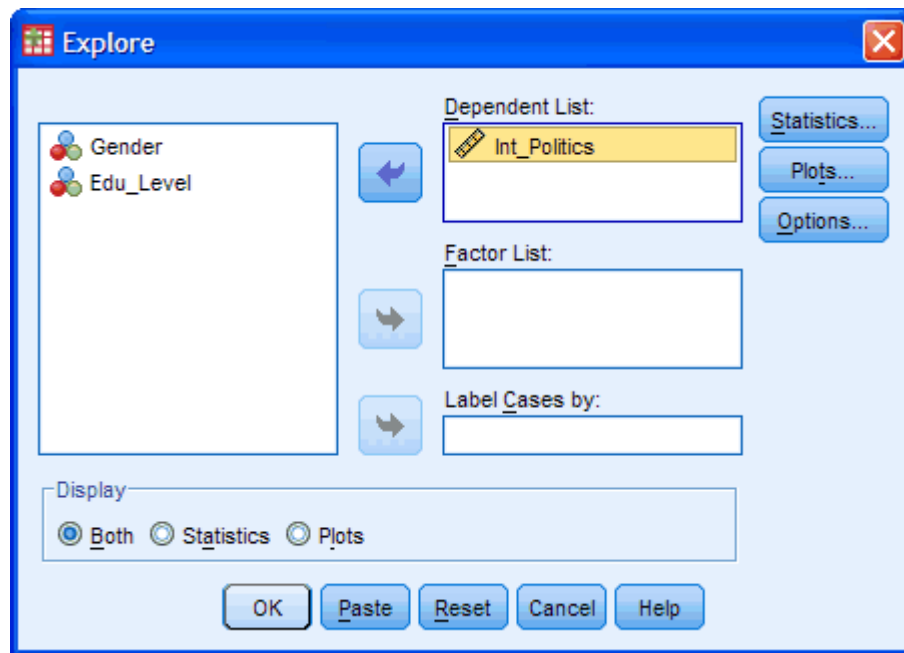 Explore
Gender
Edu_Level
Dependent List:
Int_Politics
Statistics...
Plots...
Options...
Factor List:
Label Cases by:
Display
Both Statistics Plots
OK Paste Reset Cancel Help